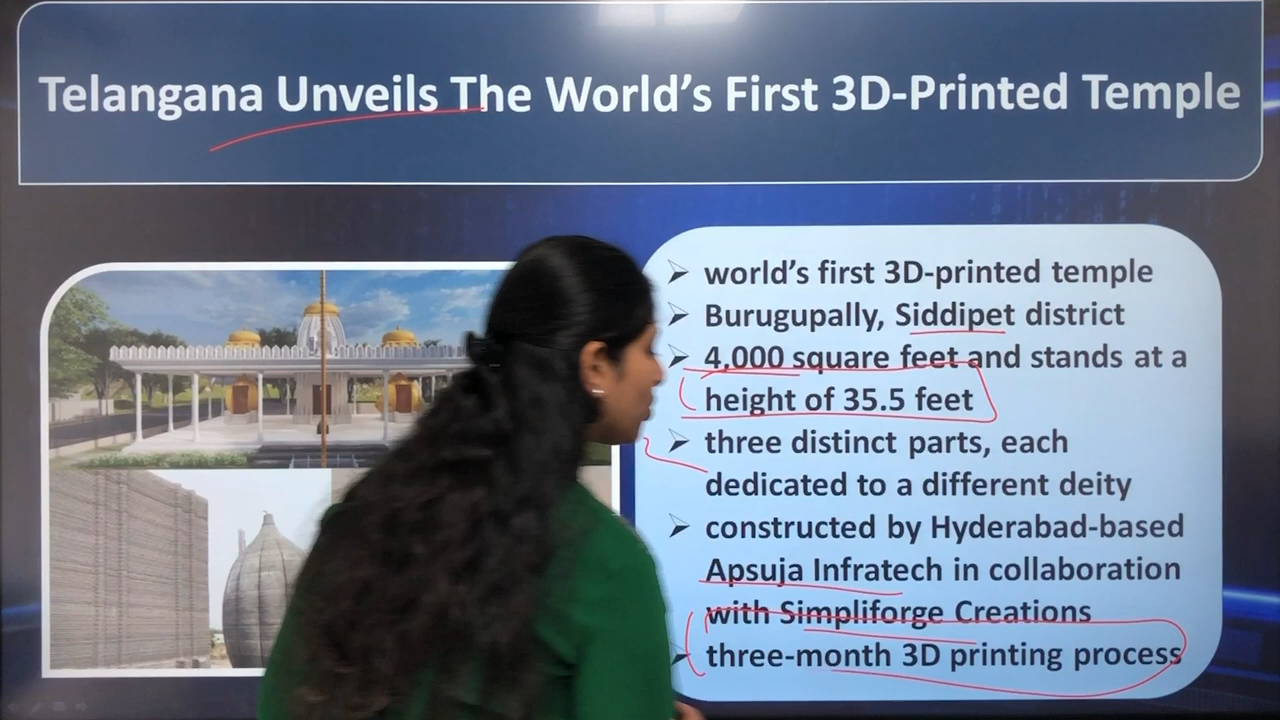 Telangana Unveils The World's First 3D-Printed Temple
world's first 3D-printed temple
Burugupally, Siddipet district
4,000 square feet and stands at a
height of 35.5 feet
three distinct parts, each
dedicated to a different deity
constructed by Hyderabad-based
Apsuja Infratech in collaboration
with Simpliforge Creations
three-month 3D printing process